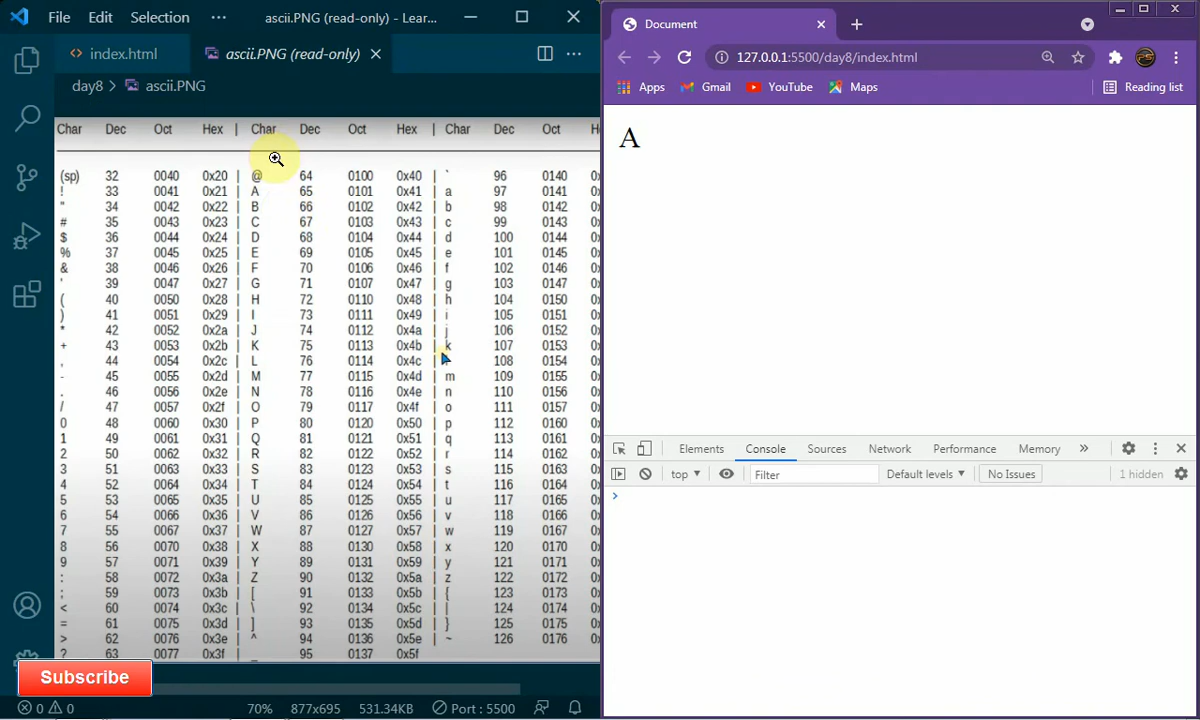 File Edit Selection ··· ascii.PNG (read-only) - Lear...
index.html ascii.PNG (read-only)
day8 > ascii.PNG
Char Dec Oct Hex | Char Dec Oct Hex | Char Dec Oct
(sp) 32 0040 0x20 | @ 64 0100 0x40 | ` 96 0140
! 33 0041 0x21 | A 65 0101 0x41 | a 97 0141
" 34 0042 0x22 | B 66 0102 0x42 | b 98 0142
# 35 0043 0x23 | C 67 0103 0x43 | c 99 0143
$ 36 0044 0x24 | D 68 0104 0x44 | d 100 0144
% 37 0045 0x25 | E 69 0105 0x45 | e 101 0145
& 38 0046 0x26 | F 70 0106 0x46 | f 102 0146
' 39 0047 0x27 | G 71 0107 0x47 | g 103 0147
( 40 0050 0x28 | H 72 0110 0x48 | h 104 0150
) 41 0051 0x29 | I 73 0111 0x49 | i 105 0151
* 42 0052 0x2a | J 74 0112 0x4a | j 106 0152
+ 43 0053 0x2b | K 75 0113 0x4b | k 107 0153
, 44 0054 0x2c | L 76 0114 0x4c | 108 0154
- 45 0055 0x2d | M 77 0115 0x4d | m 109 0155
. 46 0056 0x2e | N 78 0116 0x4e | n 110 0156
/ 47 0057 0x2f | O 79 0117 0x4f | o 111 0157
0 48 0060 0x30 | P 80 0120 0x50 | p 112 0160
1 49 0061 0x31 | Q 81 0121 0x51 | q 113 0161
2 50 0062 0x32 | R 82 0122 0x52 | r 114 0162
3 51 0063 0x33 | S 83 0123 0x53 | s 115 0163
4 52 0064 0x34 | T 84 0124 0x54 | t 116 0164
5 53 0065 0x35 | U 85 0125 0x55 | u 117 0165
6 54 0066 0x36 | V 86 0126 0x56 | v 118 0166
7 55 0067 0x37 | W 87 0127 0x57 | w 119 0167
8 56 0070 0x38 | X 88 0130 0x58 | x 120 0170
9 57 0071 0x39 | Y 89 0131 0x59 | y 121 0171
: 58 0072 0x3a | Z 90 0132 0x5a | z 122 0172
; 59 0073 0x3b | [ 91 0133 0x5b | { 123 0173
< 60 0074 0x3c | \ 92 0134 0x5c | | 124 0174
= 61 0075 0x3d | ] 93 0135 0x5d | } 125 0175
> 62 0076 0x3e | ^ 94 0136 0x5e | ~ 126 0176
? 63 0077 0x3f | _ 95 0137 0x5f
Subscribe
0 0 70% 877x695 531.34KB Port : 5500
Document
127.0.0.1:5500/day8/index.html
Apps Gmail YouTube Maps Reading list
A
Elements Console Sources Network Performance Memory »
top Filter Default levels No Issues 1 hidden